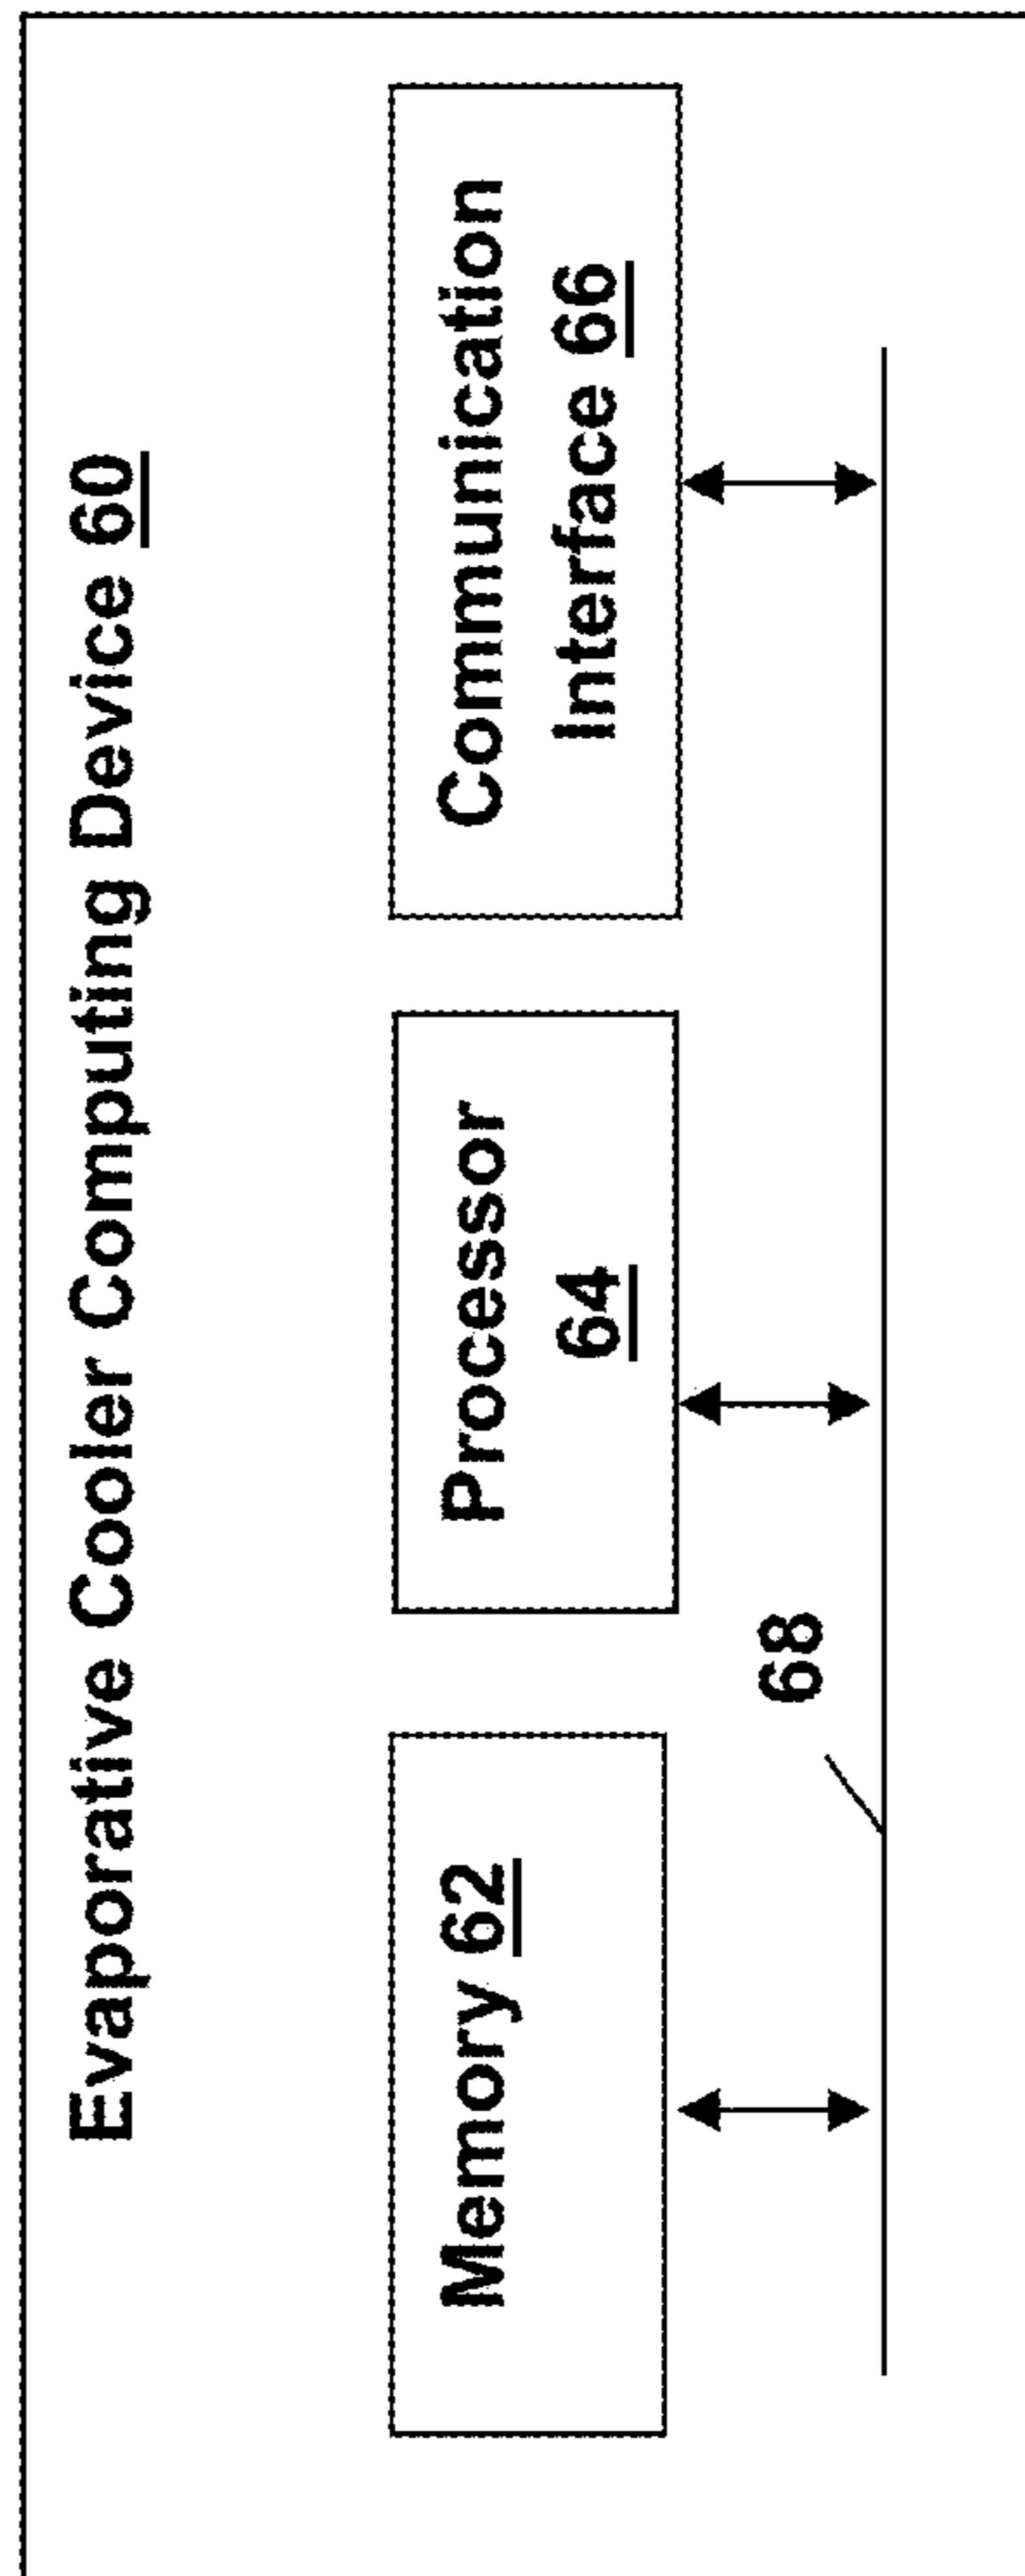 Evaporative Cooler Computing Device 60
Memory 62
Processor
64
Communication
Interface 66
68